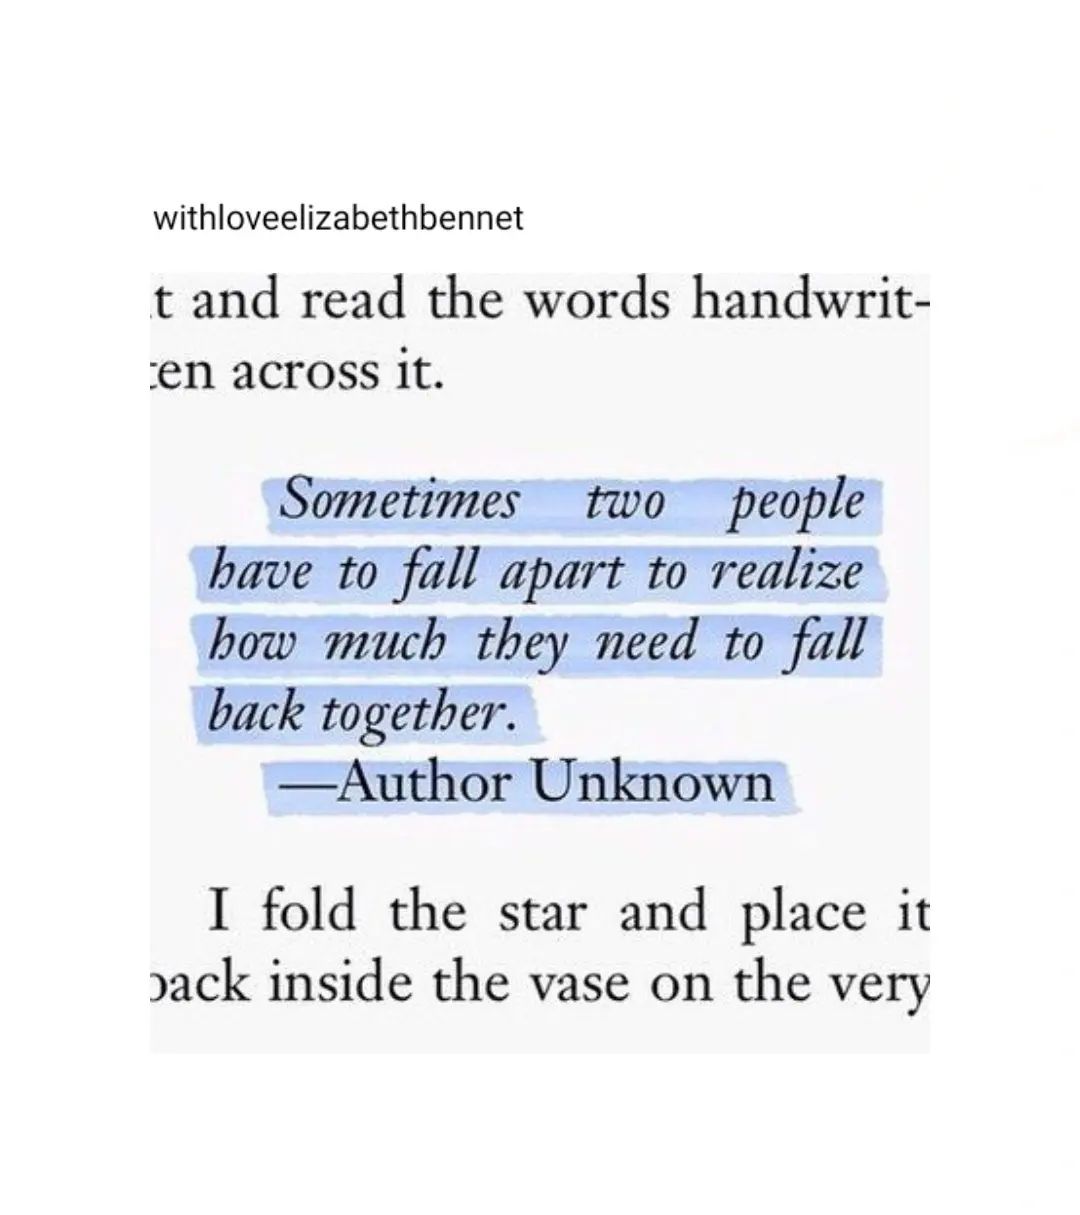 withloveelizabethbennet
t and read the words handwrit-
ten across it.
Sometimes two people
have to fall apart to realize
how much they need to fall
back together.
—Author Unknown
I fold the star and place it
back inside the vase on the very